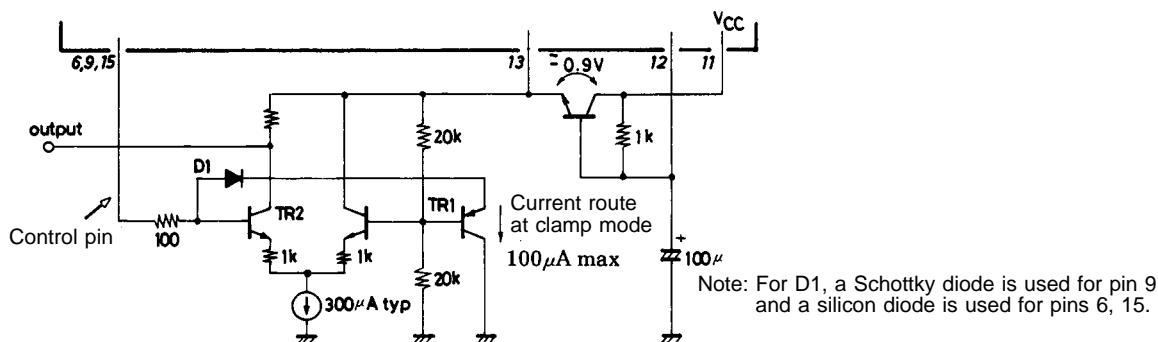 VCC
6,9,15
13
≒0.9V
12
11
20k
1k
output
D1
TR2
TR1
Current route
at clamp mode
100μA max
Control pin
100
1k
1k
20k
300μA typ
+
100μ
Note: For D1, a Schottky diode is used for pin 9
and a silicon diode is used for pins 6, 15.